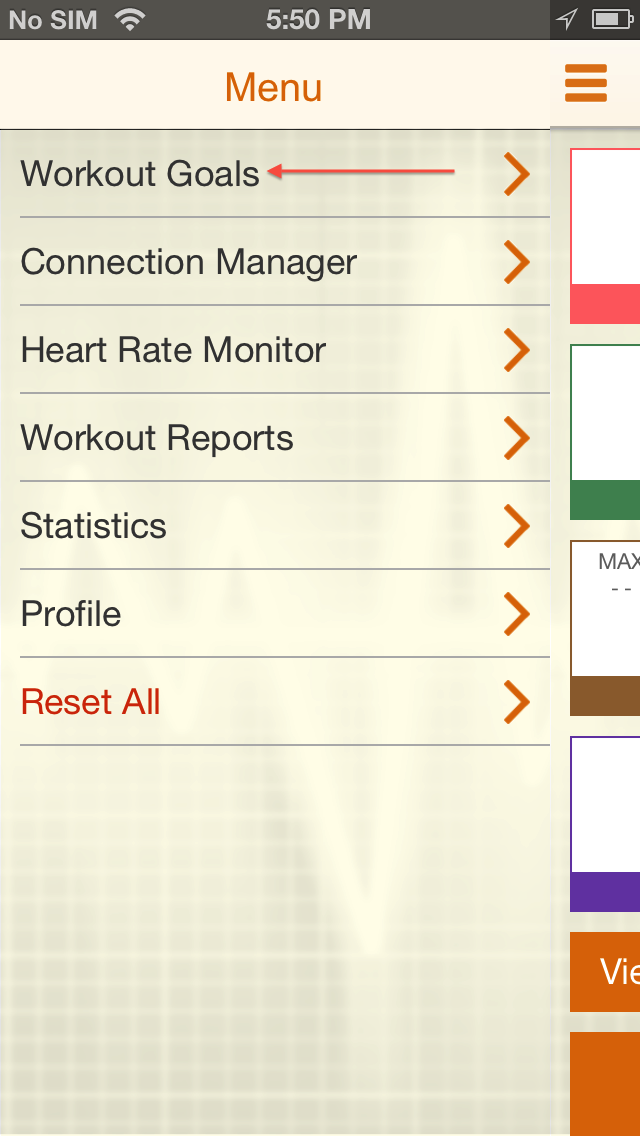 No SIM 5:50 PM
Menu
Workout Goals
Connection Manager
Heart Rate Monitor
Workout Reports
Statistics
Profile
Reset All
MAX
- -
Vie